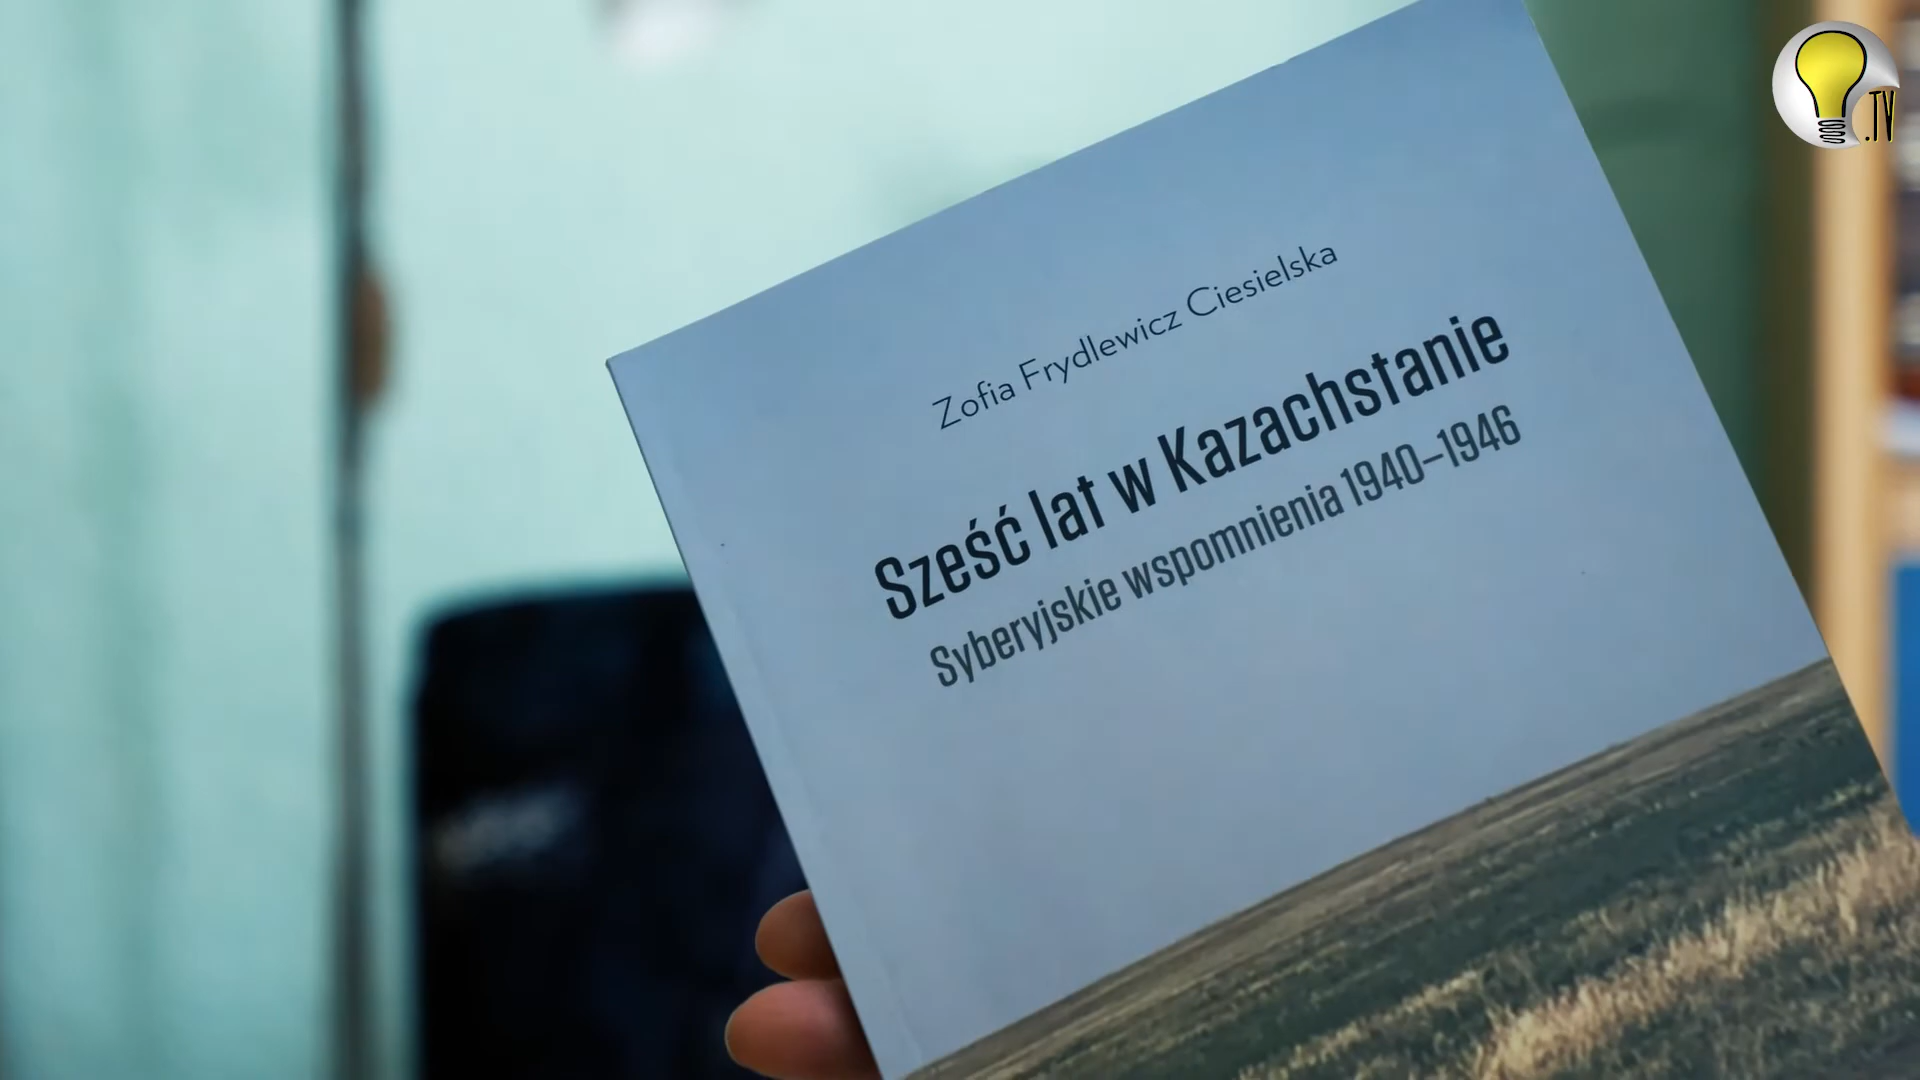 Zofia Frydlewicz Ciesielska
Sześć lat w Kazachstanie
Syberyjskie wspomnienia 1940–1946
.TV